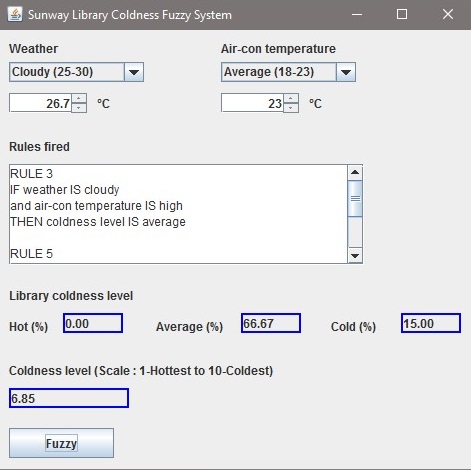 Sunway Library Coldness Fuzzy System
Weather
Air-con temperature
Cloudy (25-30)
Average (18-23)
26.7 °C
23 °C
Rules fired
RULE 3
IF weather IS cloudy
and air-con temperature IS high
THEN coldness level IS average
RULE 5
Library coldness level
Hot (%) 0.00 Average (%) 66.67 Cold (%) 15.00
Coldness level (Scale : 1-Hottest to 10-Coldest)
6.85
Fuzzy